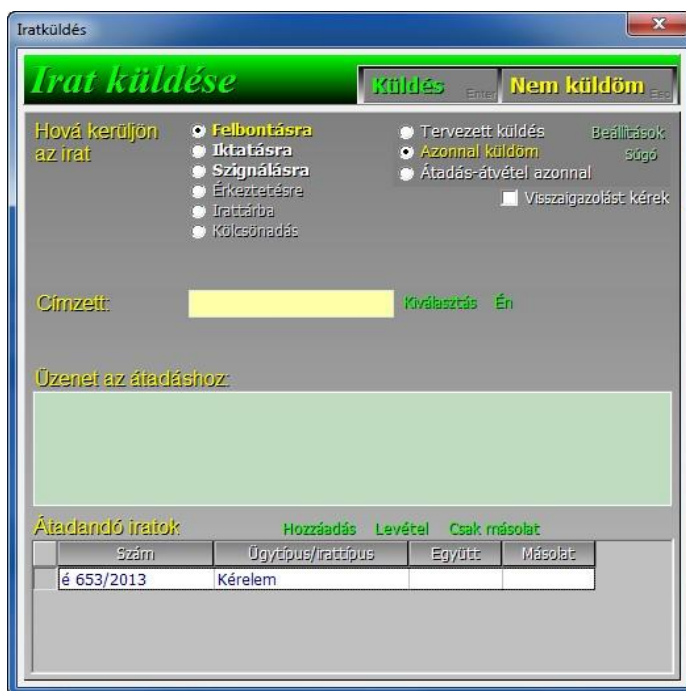 Iratküldés
Irat küldése
Küldés Enter Nem küldöm Esc
Hová kerüljön az irat
Felbontásra
Iktatásra
Szignálásra
Érkeztetésre
Irattárba
Kölcsönadás
Tervezett küldés
Azonnal küldöm
Átadás-átvétel azonnal
Beállítások
Súgó
Visszaigazolást kérek
Címzett: Kiválasztás Én
Üzenet az átadáshoz:
Átadandó iratok Hozzáadás Levétel Csak másolat
Szám Ügytípus/irattípus Együtt Másolat
é 653/2013 Kérelem